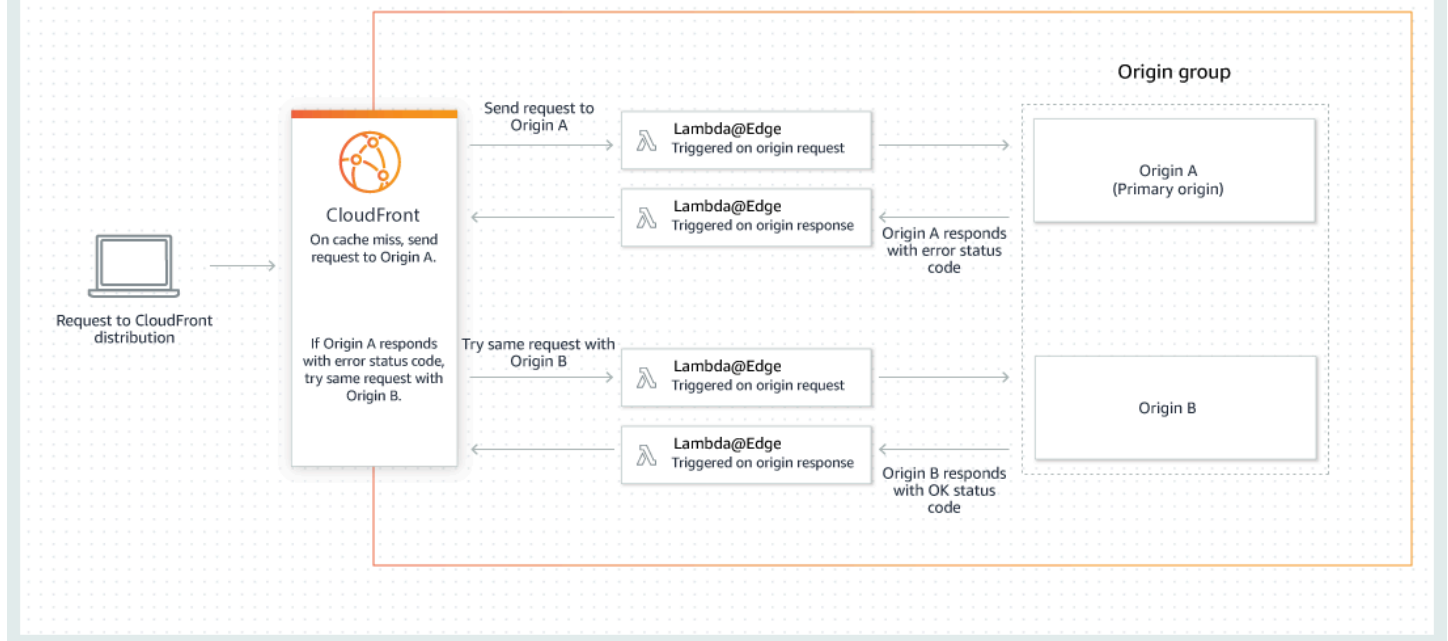 Origin group
Send request to
Origin A
Lambda@Edge
Triggered on origin request
Origin A
(Primary origin)
CloudFront
On cache miss, send
request to Origin A.
Lambda@Edge
Triggered on origin response
Origin A responds
with error status
code
Request to CloudFront
distribution
If Origin A responds
with error status code,
try same request with
Origin B.
Try same request with
Origin B
Lambda@Edge
Triggered on origin request
Origin B
Lambda@Edge
Triggered on origin response
Origin B responds
with OK status
code